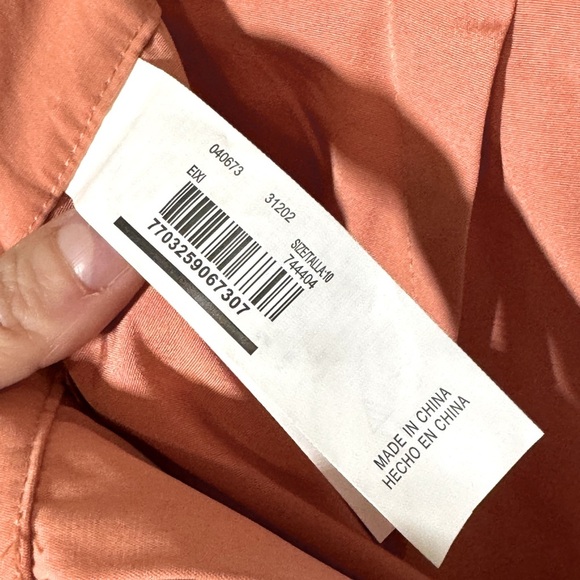 040673 31202
EIXI SIZE/TALLA:10
744404
7703259067307
MADE IN CHINA
HECHO EN CHINA